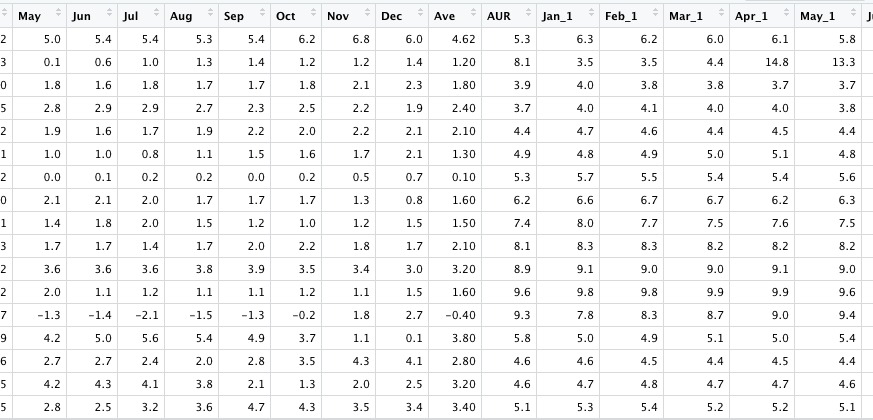 May Jun Jul Aug Sep Oct Nov Dec Ave AUR Jan_1 Feb_1 Mar_1 Apr_1 May_1
2 5.0 5.4 5.4 5.3 5.4 6.2 6.8 6.0 4.62 5.3 6.3 6.2 6.0 6.1 5.8
3 0.1 0.6 1.0 1.3 1.4 1.2 1.2 1.4 1.20 8.1 3.5 3.5 4.4 14.8 13.3
0 1.8 1.6 1.8 1.7 1.7 1.8 2.1 2.3 1.80 3.9 4.0 3.8 3.8 3.7 3.7
5 2.8 2.9 2.9 2.7 2.3 2.5 2.2 1.9 2.40 3.7 4.0 4.1 4.0 4.0 3.8
2 1.9 1.6 1.7 1.9 2.2 2.0 2.2 2.1 2.10 4.4 4.7 4.6 4.4 4.5 4.4
1 1.0 1.0 0.8 1.1 1.5 1.6 1.7 2.1 1.30 4.9 4.8 4.9 5.0 5.1 4.8
2 0.0 0.1 0.2 0.2 0.0 0.2 0.5 0.7 0.10 5.3 5.7 5.5 5.4 5.4 5.6
0 2.1 2.1 2.0 1.7 1.7 1.7 1.3 0.8 1.60 6.2 6.6 6.7 6.7 6.2 6.3
1 1.4 1.8 2.0 1.5 1.2 1.0 1.2 1.5 1.50 7.4 8.0 7.7 7.5 7.6 7.5
3 1.7 1.7 1.4 1.7 2.0 2.2 1.8 1.7 2.10 8.1 8.3 8.3 8.2 8.2 8.2
2 3.6 3.6 3.6 3.8 3.9 3.5 3.4 3.0 3.20 8.9 9.1 9.0 9.0 9.1 9.0
2 2.0 1.1 1.2 1.1 1.1 1.2 1.1 1.5 1.60 9.6 9.8 9.8 9.9 9.9 9.6
7 −1.3 −1.4 −2.1 −1.5 −1.3 −0.2 1.8 2.7 −0.40 9.3 7.8 8.3 8.7 9.0 9.4
9 4.2 5.0 5.6 5.4 4.9 3.7 1.1 0.1 3.80 5.8 5.0 4.9 5.1 5.0 5.4
6 2.7 2.7 2.4 2.0 2.8 3.5 4.3 4.1 2.80 4.6 4.6 4.5 4.4 4.5 4.4
5 4.2 4.3 4.1 3.8 2.1 1.3 2.0 2.5 3.20 4.6 4.7 4.8 4.7 4.7 4.6
5 2.8 2.5 3.2 3.6 4.7 4.3 3.5 3.4 3.40 5.1 5.3 5.4 5.2 5.2 5.1